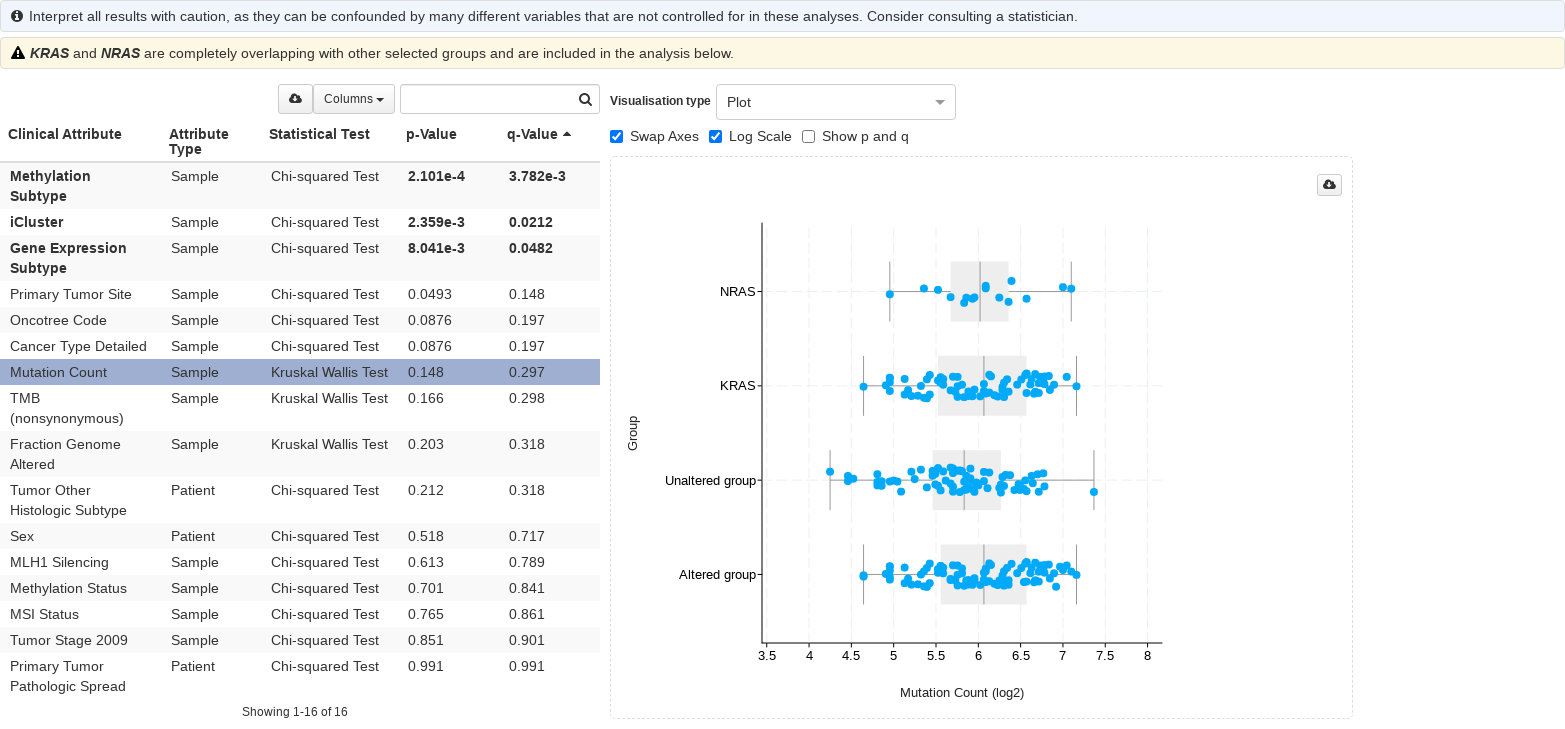 Interpret all results with caution, as they can be confounded by many different variables that are not controlled for in these analyses. Consider consulting a statistician.
KRAS and NRAS are completely overlapping with other selected groups and are included in the analysis below.
Columns
Clinical Attribute Attribute Type Statistical Test p-Value q-Value
Methylation Subtype Sample Chi-squared Test 2.101e-4 3.782e-3
iCluster Sample Chi-squared Test 2.359e-3 0.0212
Gene Expression Subtype Sample Chi-squared Test 8.041e-3 0.0482
Primary Tumor Site Sample Chi-squared Test 0.0493 0.148
Oncotree Code Sample Chi-squared Test 0.0876 0.197
Cancer Type Detailed Sample Chi-squared Test 0.0876 0.197
Mutation Count Sample Kruskal Wallis Test 0.148 0.297
TMB (nonsynonymous) Sample Kruskal Wallis Test 0.166 0.298
Fraction Genome Altered Sample Kruskal Wallis Test 0.203 0.318
Tumor Other Histologic Subtype Patient Chi-squared Test 0.212 0.318
Sex Patient Chi-squared Test 0.518 0.717
MLH1 Silencing Sample Chi-squared Test 0.613 0.789
Methylation Status Sample Chi-squared Test 0.701 0.841
MSI Status Sample Chi-squared Test 0.765 0.861
Tumor Stage 2009 Sample Chi-squared Test 0.851 0.901
Primary Tumor Pathologic Spread Patient Chi-squared Test 0.991 0.991
Showing 1-16 of 16
Visualisation type Plot
Swap Axes Log Scale Show p and q
NRAS
KRAS
Unaltered group
Altered group
Group
3.5 4 4.5 5 5.5 6 6.5 7 7.5 8
Mutation Count (log2)